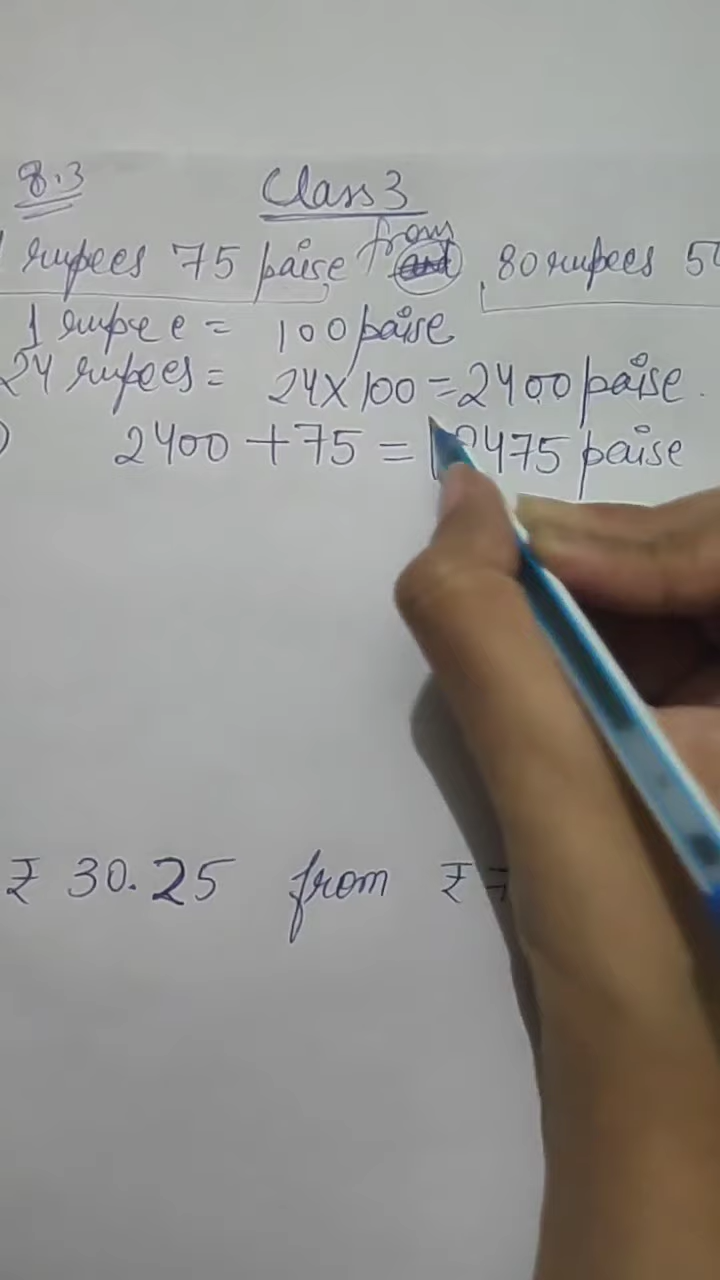 8.3
Class 3
rupees 75 paise from 80 rupees 50
1 rupee = 100 paise
24 rupees = 24 x 100 = 2400 paise.
) 2400 + 75 = 2475 paise
₹ 30.25 from ₹